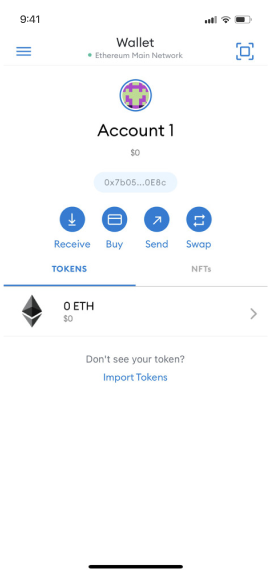 9:41
Wallet
Ethereum Main Network
Account 1
$0
0x7b05...0E8c
Receive Buy Send Swap
TOKENS NFTs
0 ETH
$0
Don't see your token?
Import Tokens